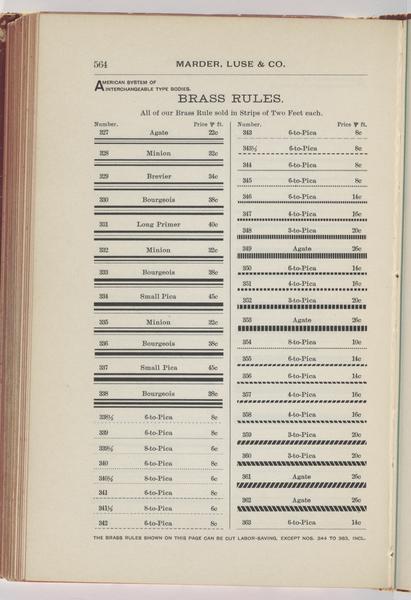 564
MARDER, LUSE & CO.
AMERICAN SYSTEM OF
INTERCHANGEABLE TYPE BODIES.
BRASS RULES.
All of our Brass Rule sold in Strips of Two Feet each.
Number. Price ℔ ft.
327 Agate 22c
328 Minion 32c
329 Brevier 34c
330 Bourgeois 38c
331 Long Primer 40c
332 Minion 32c
333 Bourgeois 38c
334 Small Pica 45c
335 Minion 32c
336 Bourgeois 38c
337 Small Pica 45c
338 Bourgeois 38c
338½ 6-to-Pica 8c
339 6-to-Pica 8c
339½ 8-to-Pica 6c
340 6-to-Pica 8c
340½ 8-to-Pica 6c
341 6-to-Pica 8c
341½ 8-to-Pica 6c
342 6-to-Pica 8c
Number. Price ℔ ft.
343 6-to-Pica 8c
343½ 6-to-Pica 8c
344 6-to-Pica 8c
345 6-to-Pica 8c
346 6-to-Pica 14c
347 4-to-Pica 16c
348 3-to-Pica 20c
349 Agate 26c
350 6-to-Pica 14c
351 4-to-Pica 16c
352 3-to-Pica 20c
353 Agate 26c
354 8-to-Pica 10c
355 6-to-Pica 14c
356 6-to-Pica 14c
357 4-to-Pica 16c
358 4-to-Pica 16c
359 3-to-Pica 20c
360 3-to-Pica 20c
361 Agate 26c
362 Agate 26c
363 6-to-Pica 14c
THE BRASS RULES SHOWN ON THIS PAGE CAN BE CUT LABOR-SAVING, EXCEPT NOS. 344 TO 363, INCL.